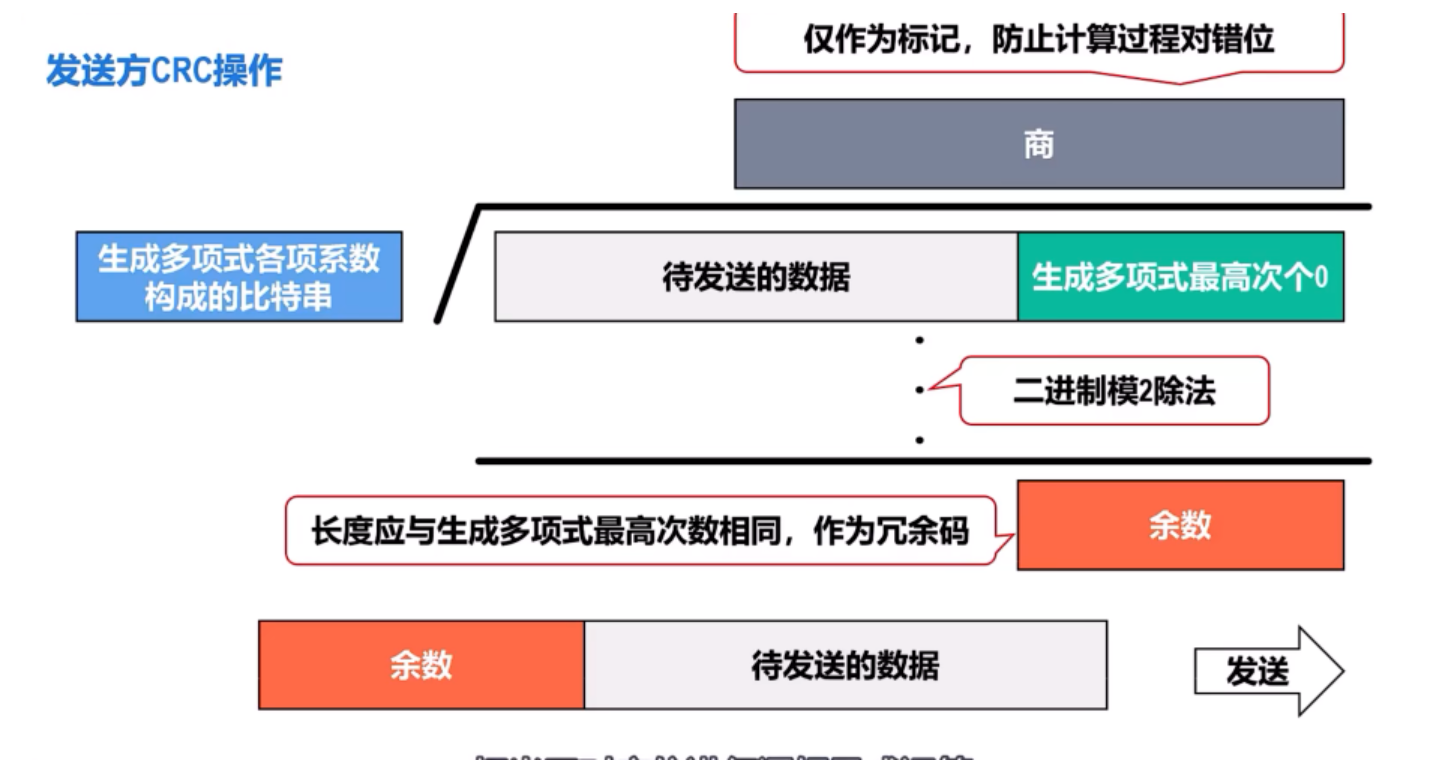 仅作为标记，防止计算过程对错位
发送方CRC操作
商
生成多项式各项系数
构成的比特串
待发送的数据
生成多项式最高次个0
二进制模2除法
长度应与生成多项式最高次数相同，作为冗余码
余数
余数
待发送的数据
发送